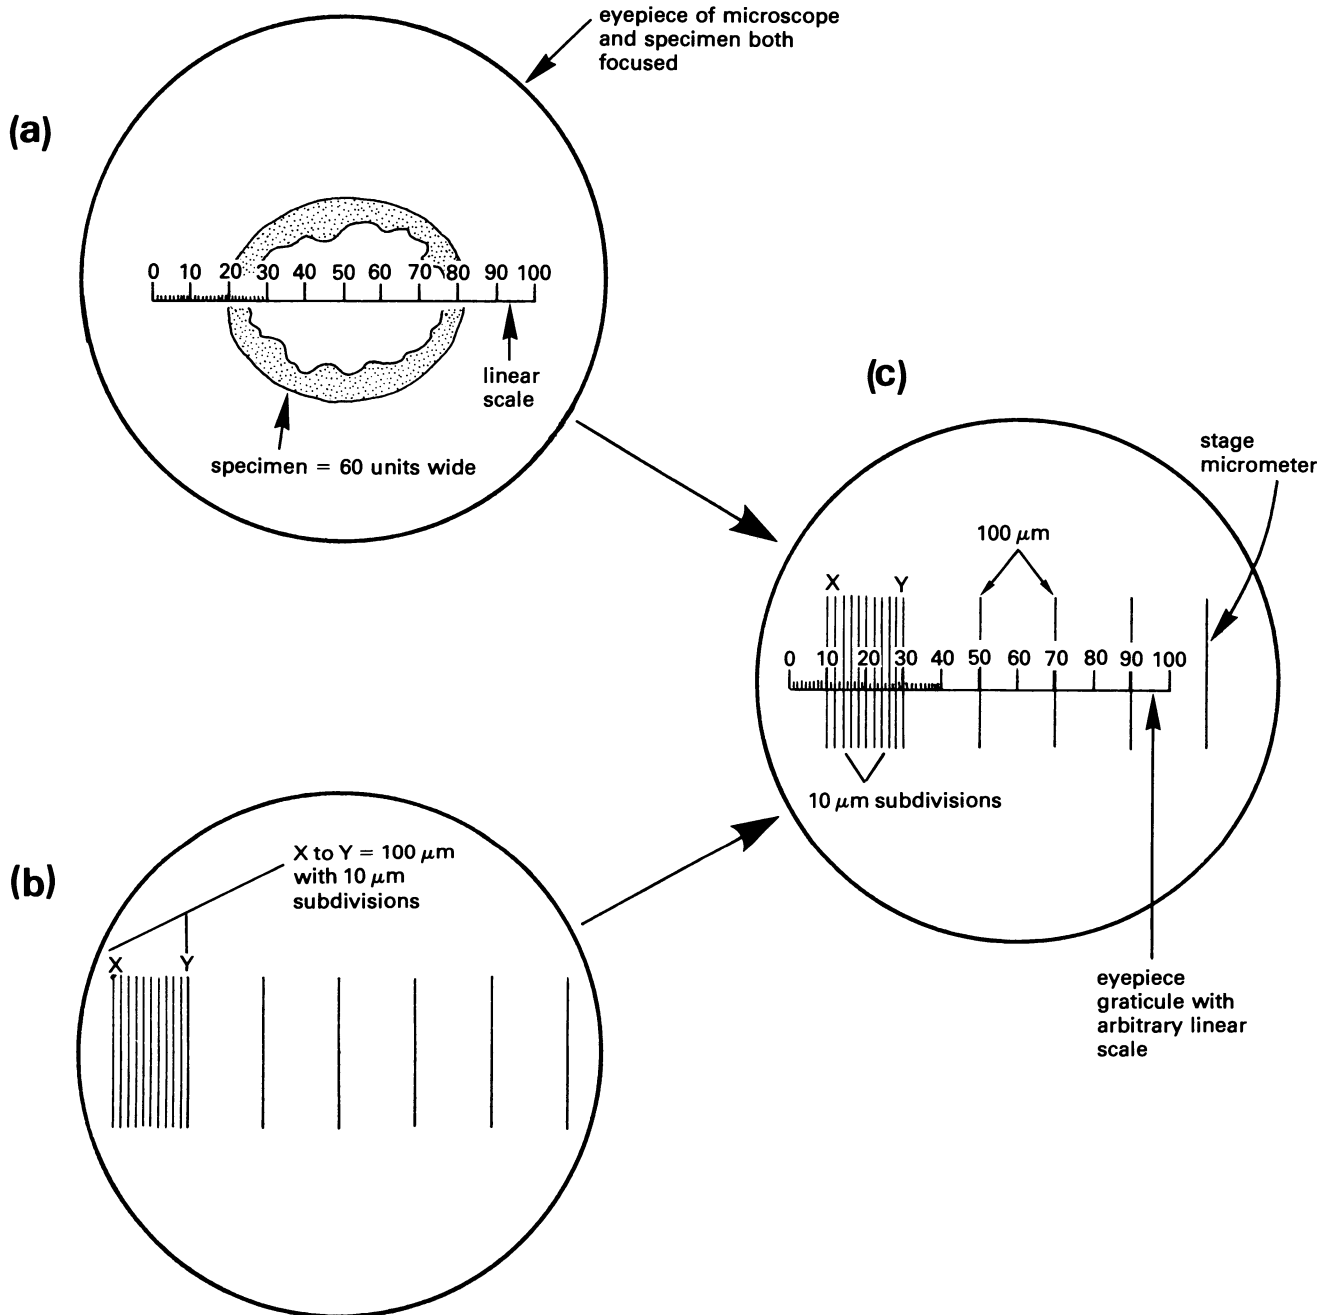 eyepiece of microscope
and specimen both
focused
(a)
0 10 20 30 40 50 60 70 80 90 100
linear
scale
specimen = 60 units wide
(c)
stage
micrometer
100 μm
X Y
0 10 20 30 40 50 60 70 80 90 100
10 μm subdivisions
eyepiece
graticule with
arbitrary linear
scale
(b)
X to Y = 100 μm
with 10 μm
subdivisions
X Y